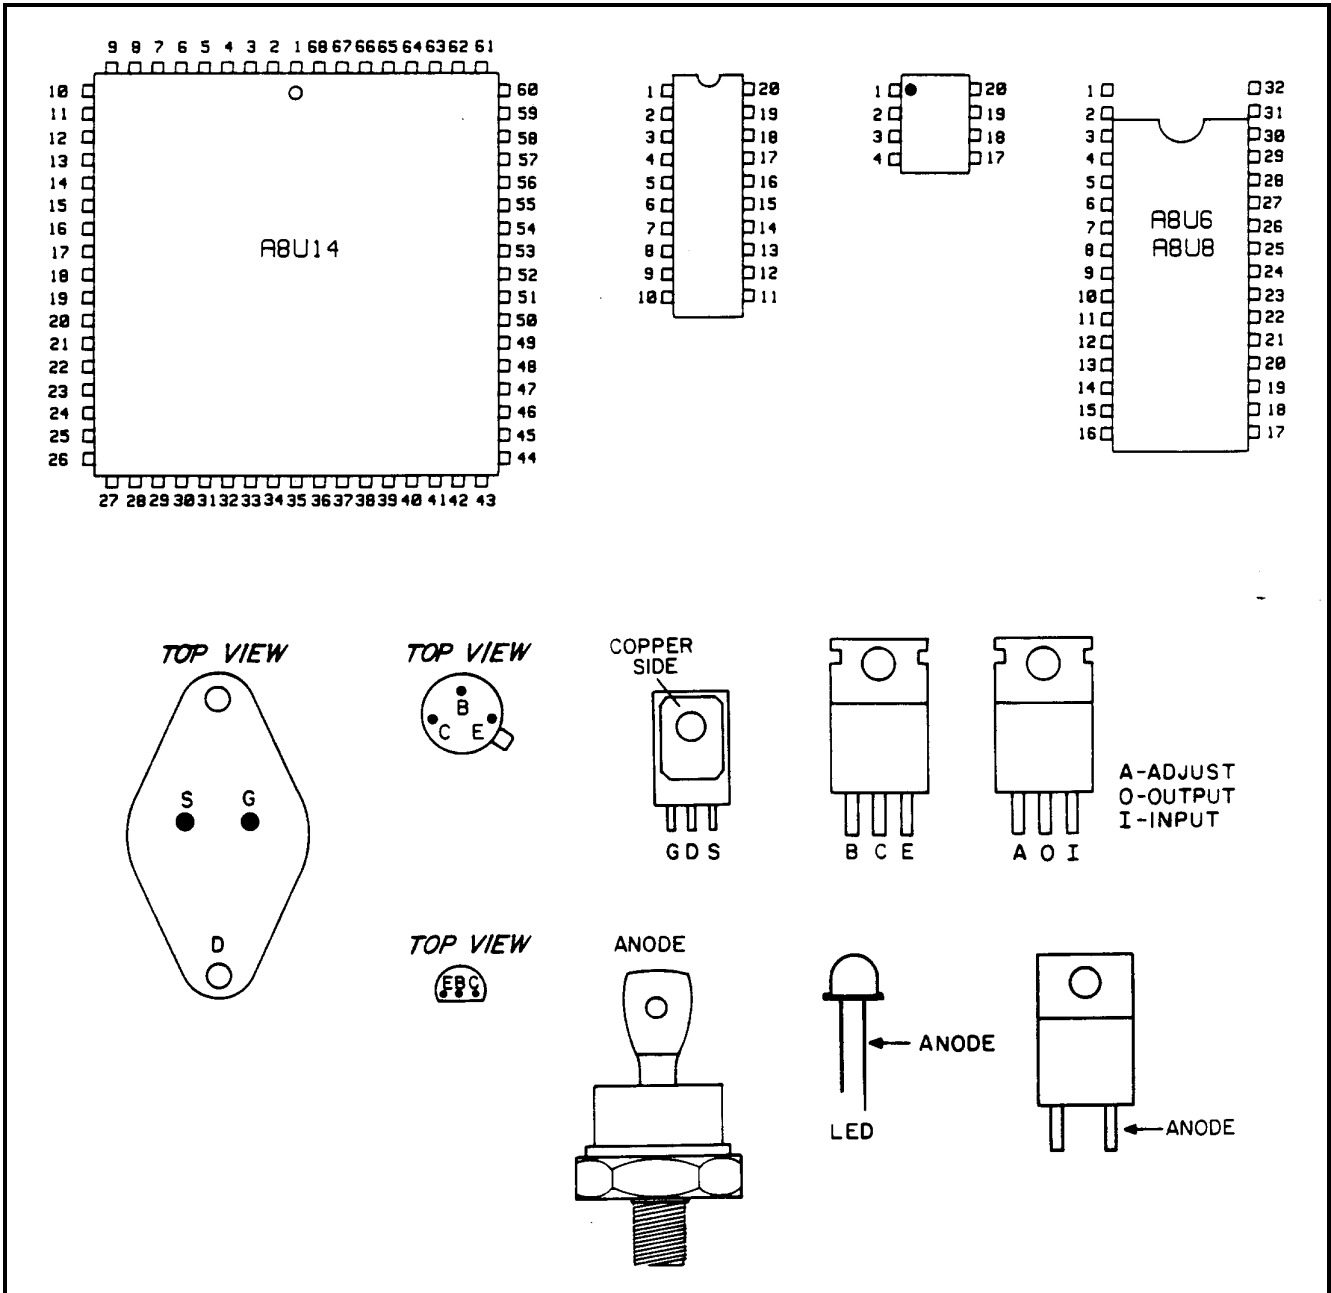 9 8 7 6 5 4 3 2 1 68 67 66 65 64 63 62 61
10 60
11 59
12 58
13 57
14 56
15 55
16 54
17 53
18 52
19 51
20 50
21 49
22 48
23 47
24 46
25 45
26 44
A8U14
27 28 29 30 31 32 33 34 35 36 37 38 39 40 41 42 43
1 20
2 19
3 18
4 17
5 16
6 15
7 14
8 13
9 12
10 11
1 20
2 19
3 18
4 17
1 32
2 31
3 30
4 29
5 28
6 27
7 26
8 25
9 24
10 23
11 22
12 21
13 20
14 19
15 18
16 17
A8U6
A8U8
TOP VIEW
S G
D
TOP VIEW
B
C E
COPPER
SIDE
G D S
B C E
A O I
A-ADJUST
O-OUTPUT
I-INPUT
TOP VIEW
EBC
ANODE
ANODE
LED
ANODE